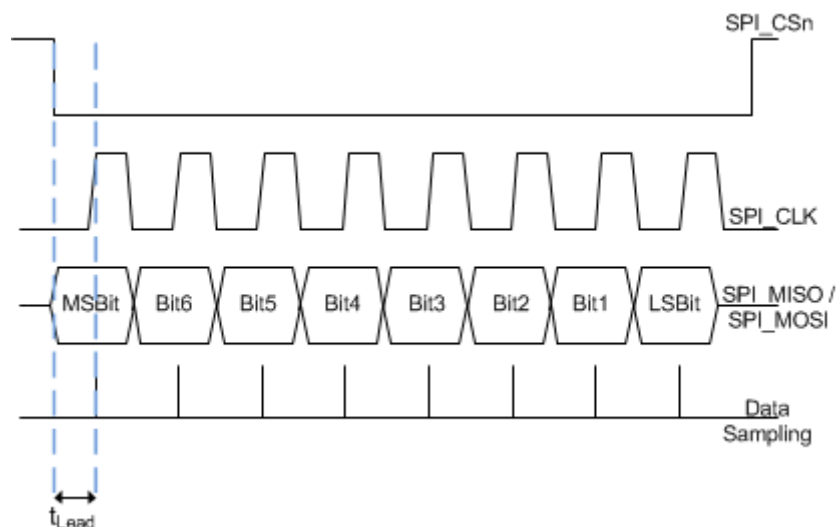 SPI_CSn
SPI_CLK
MSBit Bit6 Bit5 Bit4 Bit3 Bit2 Bit1 LSBit
SPI_MISO /
SPI_MOSI
Data
Sampling
tLead